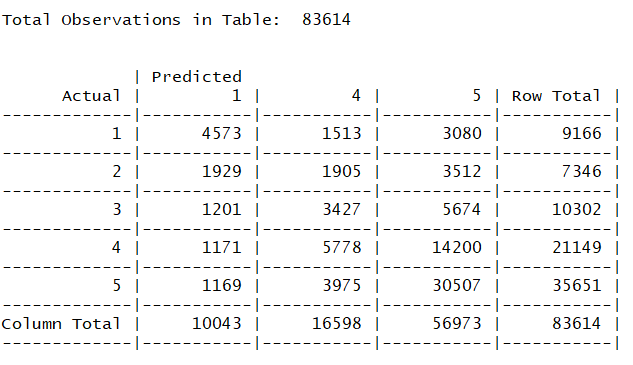 Total Observations in Table:  83614
             | Predicted
      Actual |         1 |         4 |         5 | Row Total |
-------------|-----------|-----------|-----------|-----------|
           1 |      4573 |      1513 |      3080 |      9166 |
-------------|-----------|-----------|-----------|-----------|
           2 |      1929 |      1905 |      3512 |      7346 |
-------------|-----------|-----------|-----------|-----------|
           3 |      1201 |      3427 |      5674 |     10302 |
-------------|-----------|-----------|-----------|-----------|
           4 |      1171 |      5778 |     14200 |     21149 |
-------------|-----------|-----------|-----------|-----------|
           5 |      1169 |      3975 |     30507 |     35651 |
-------------|-----------|-----------|-----------|-----------|
Column Total |     10043 |     16598 |     56973 |     83614 |
-------------|-----------|-----------|-----------|-----------|